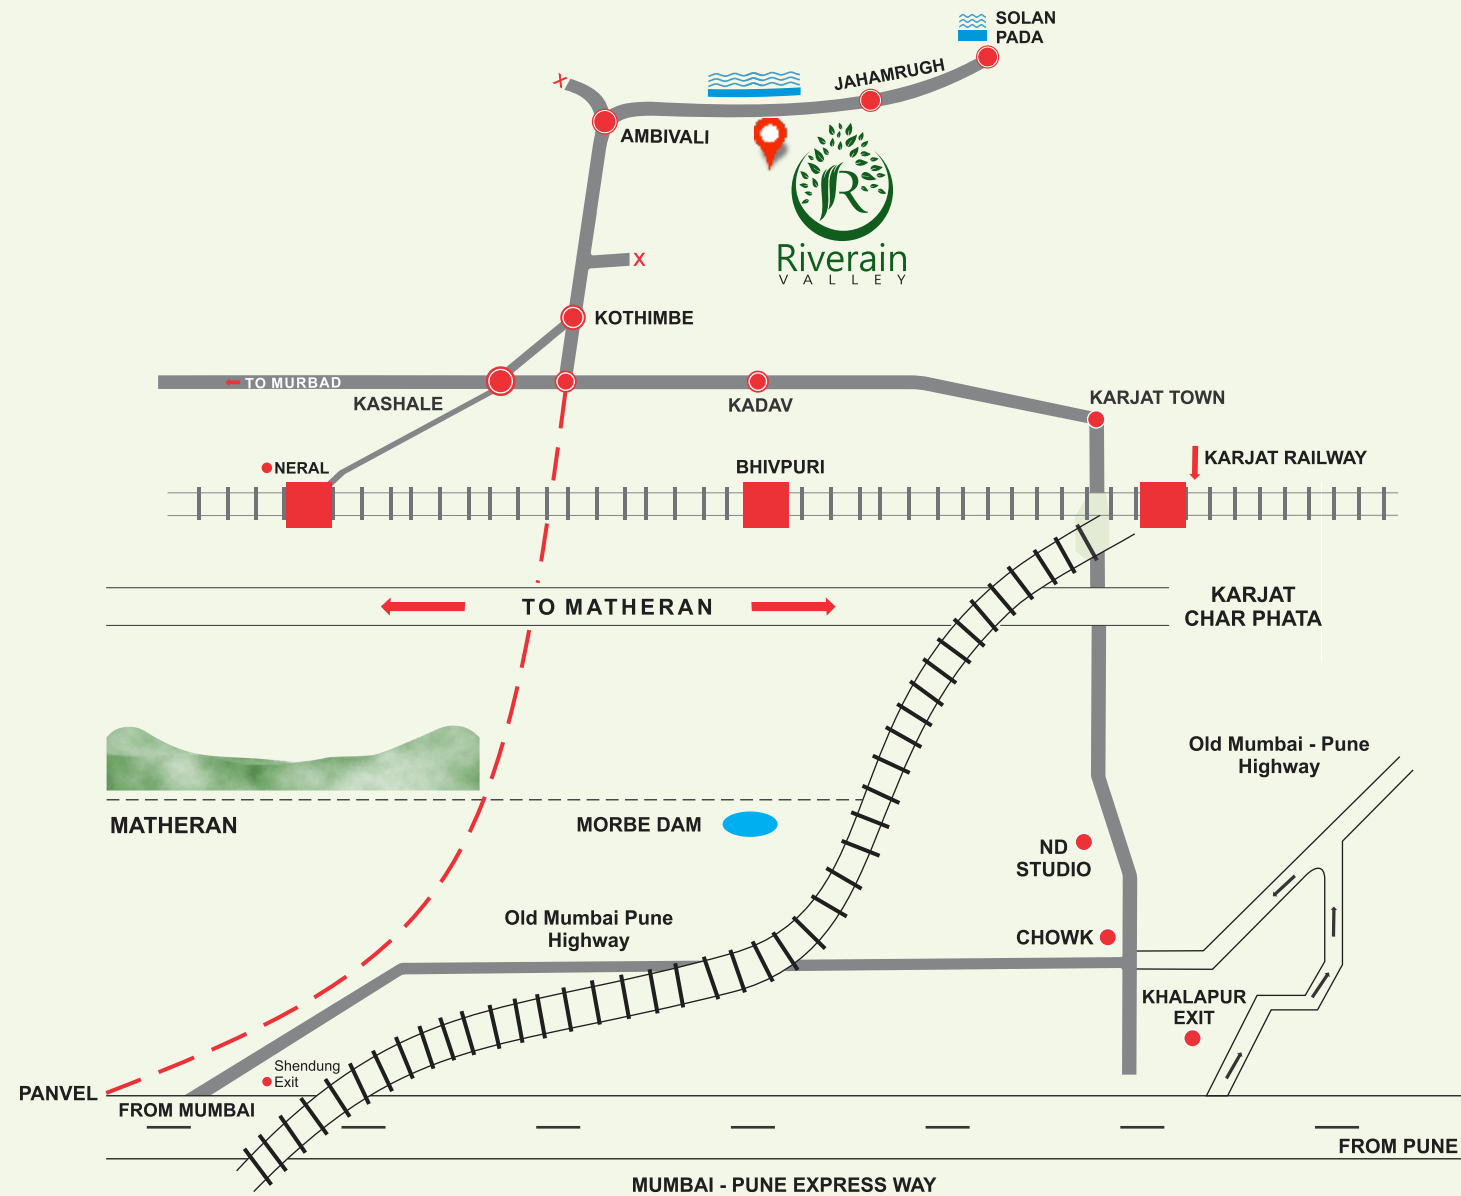 SOLAN
PADA
JAHAMRUGH
X
AMBIVALI
R
Riverain
VALLEY
X
KOTHIMBE
TO MURBAD
KASHALE
KADAV
KARJAT TOWN
NERAL
BHIVPURI
KARJAT RAILWAY
TO MATHERAN
KARJAT
CHAR PHATA
Old Mumbai - Pune
Highway
MATHERAN
MORBE DAM
ND
STUDIO
Old Mumbai Pune
Highway
CHOWK
KHALAPUR
EXIT
Shendung
Exit
PANVEL
FROM MUMBAI
FROM PUNE
MUMBAI - PUNE EXPRESS WAY